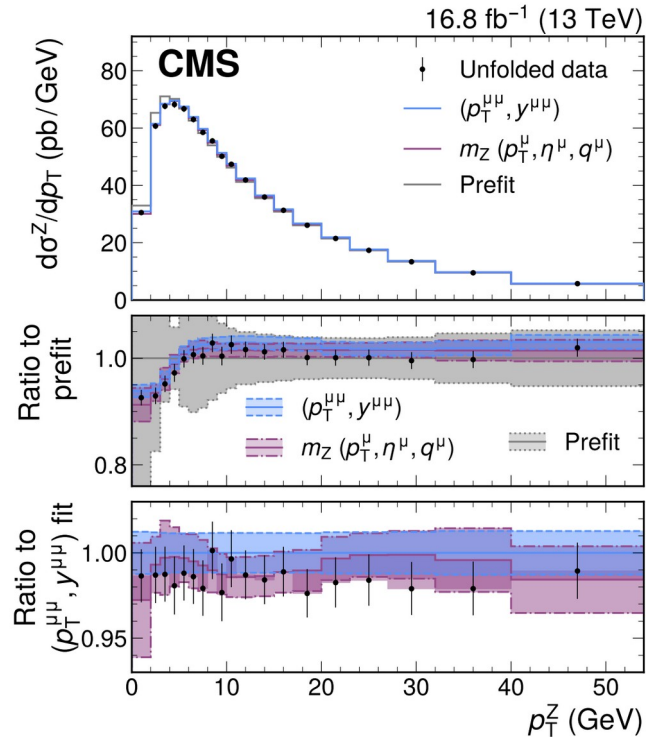 16.8 fb⁻¹ (13 TeV)
CMS
Unfolded data
(p_T^μμ, y^μμ)
m_Z (p_T^μ, η^μ, q^μ)
Prefit
dσ^Z/dp_T (pb/GeV)
80
60
40
20
0
Ratio to
prefit
1.0
0.8
(p_T^μμ, y^μμ)
m_Z (p_T^μ, η^μ, q^μ)
Prefit
Ratio to
(p_T^μμ, y^μμ) fit
1.00
0.95
0 10 20 30 40 50
p_T^Z (GeV)